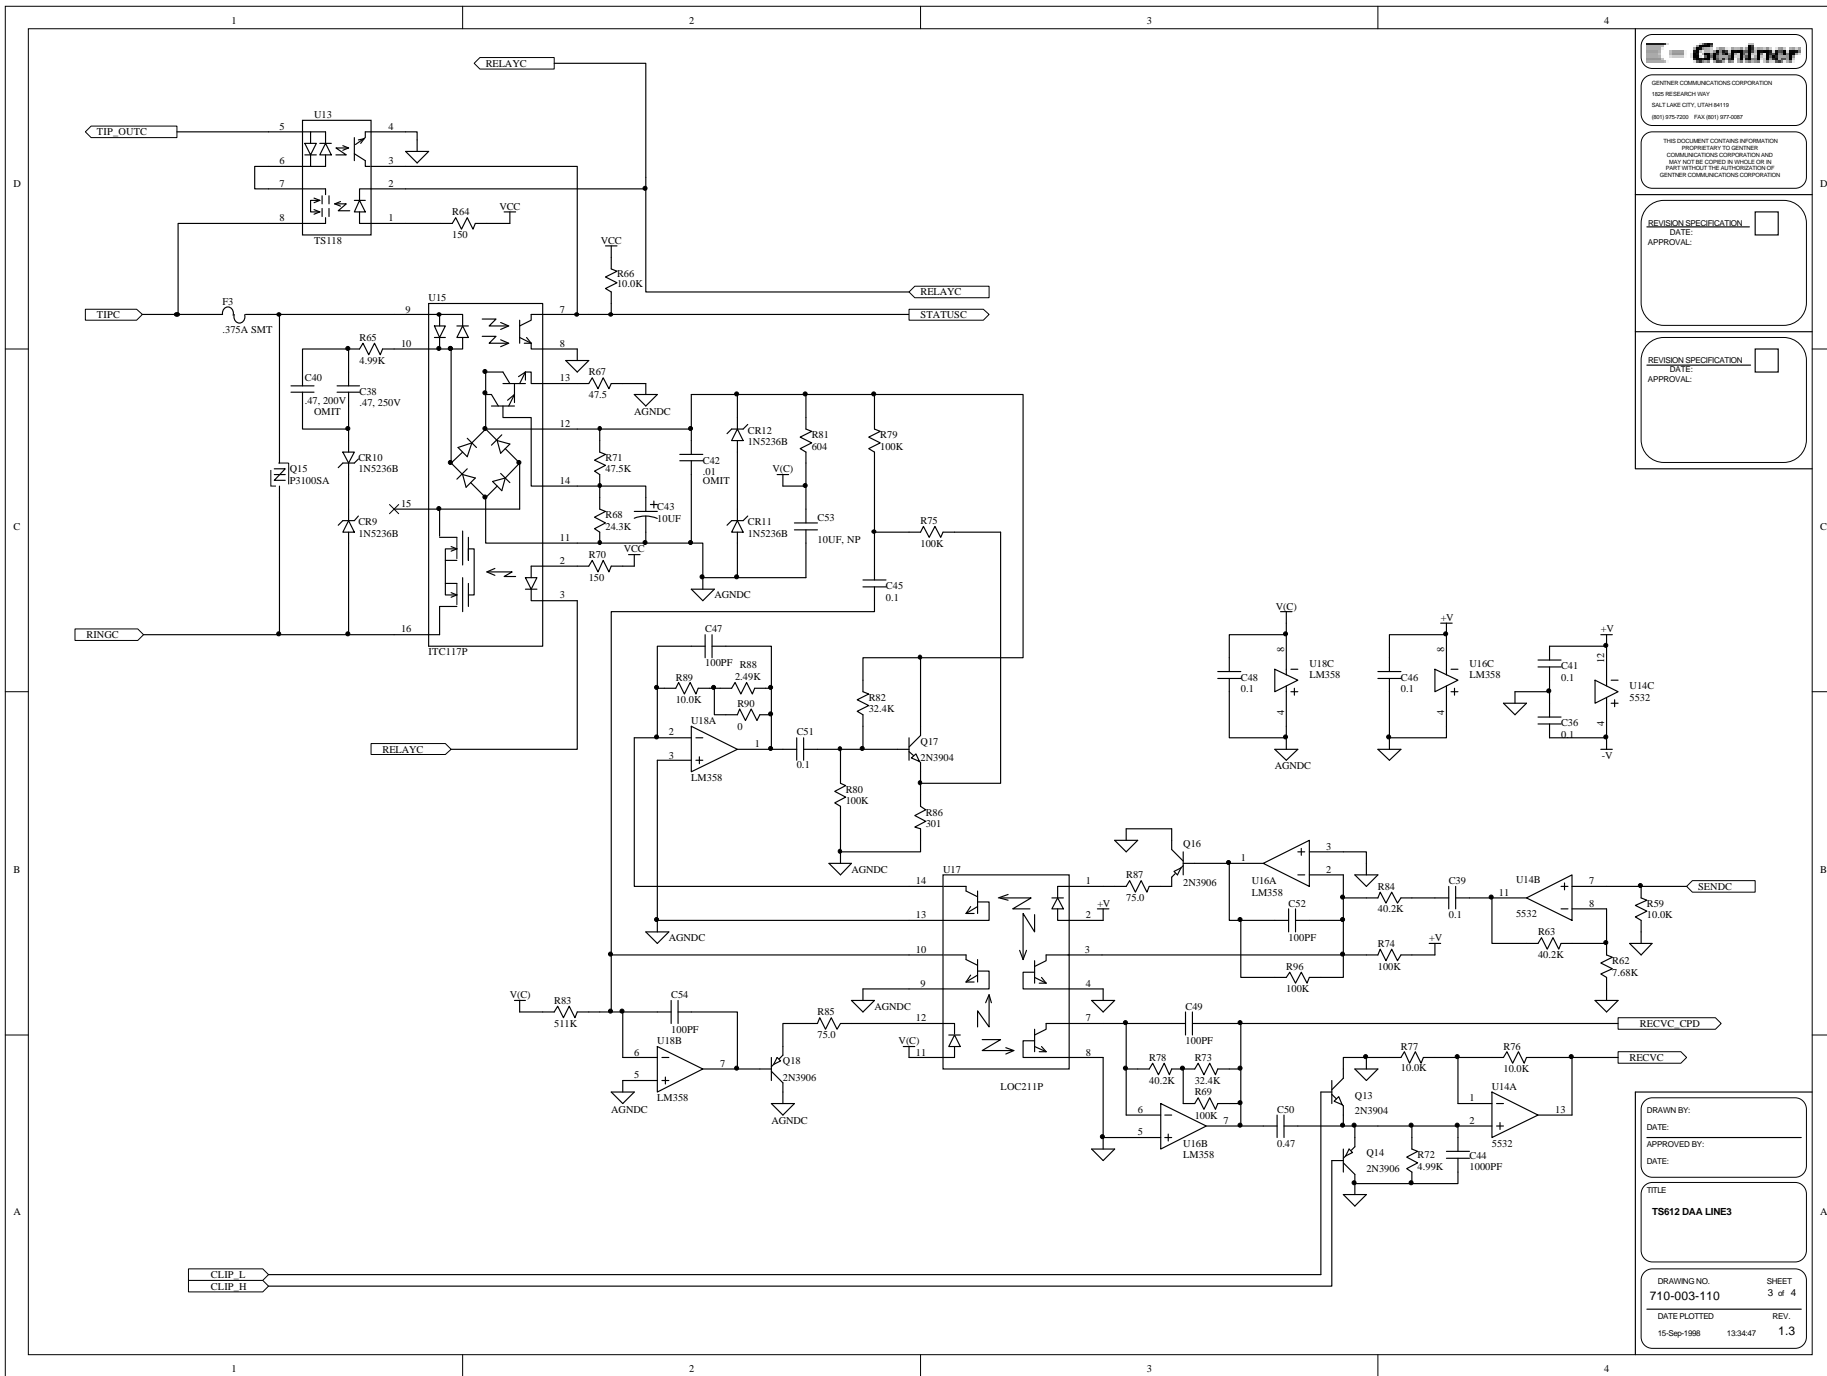 1
2
3
4
Gentner
GENTNER COMMUNICATIONS CORPORATION
1825 RESEARCH WAY
SALT LAKE CITY, UTAH 84119
(801) 975-7200 FAX (801) 977-0087
THIS DOCUMENT CONTAINS INFORMATION
PROPRIETARY TO GENTNER
COMMUNICATIONS CORPORATION AND
MAY NOT BE COPIED IN WHOLE OR IN
PART WITHOUT THE AUTHORIZATION OF
GENTNER COMMUNICATIONS CORPORATION
REVISION SPECIFICATION
DATE:
APPROVAL:
REVISION SPECIFICATION
DATE:
APPROVAL:
D
D
C
C
B
B
A
A
RELAYC
U13
TIP_OUTC
5
4
6
3
7
2
8
1
TS118
R64
150
VCC
VCC
R66
10.0K
RELAYC
STATUSC
TIPC
F3
.375A SMT
U15
9
7
10
8
R65
4.99K
C40
.47, 200V
OMIT
C38
.47, 250V
13
R67
47.5
AGNDC
12
CR10
1N5236B
Q15
P3100SA
CR9
1N5236B
R71
47.5K
C42
.01
OMIT
CR12
1N5236B
R81
604
R79
100K
V(C)
14
15
R68
24.3K
C43
10UF
+
CR11
1N5236B
C53
10UF, NP
R75
100K
11
2
R70
150
VCC
3
AGNDC
C45
0.1
RINGC
16
ITC117P
C47
100PF
R89
10.0K
R88
2.49K
R90
0
U18A
2
3
1
LM358
C51
0.1
R82
32.4K
Q17
2N3904
R80
100K
R86
301
AGNDC
RELAYC
V(C)
8
U18C
LM358
C48
0.1
4
AGNDC
+V
8
U16C
LM358
C46
0.1
4
+V
12
C41
0.1
U14C
5532
C36
0.1
4
-V
U17
14
13
AGNDC
10
9
AGNDC
12
V(C)
11
1
2
+V
3
4
7
8
LOC211P
R87
75.0
Q16
2N3906
1
3
2
U16A
LM358
C52
100PF
R96
100K
R84
40.2K
R74
100K
+V
C39
0.1
11
U14B
7
8
5532
R63
40.2K
R62
7.68K
R59
10.0K
SENDC
V(C)
R83
511K
C54
100PF
U18B
6
5
7
LM358
AGNDC
Q18
2N3906
AGNDC
R85
75.0
C49
100PF
R78
40.2K
R73
32.4K
R69
100K
6
5
7
U16B
LM358
C50
0.47
Q13
2N3904
Q14
2N3906
R72
4.99K
C44
1000PF
R77
10.0K
R76
10.0K
U14A
1
2
13
5532
RECVC_CPD
RECVC
CLIP_L
CLIP_H
DRAWN BY:
DATE:
APPROVED BY:
DATE:
TITLE
TS612 DAA LINE3
DRAWING NO.
SHEET
710-003-110
3 of 4
DATE PLOTTED
REV.
15-Sep-1998
13:34:47
1.3
1
2
3
4